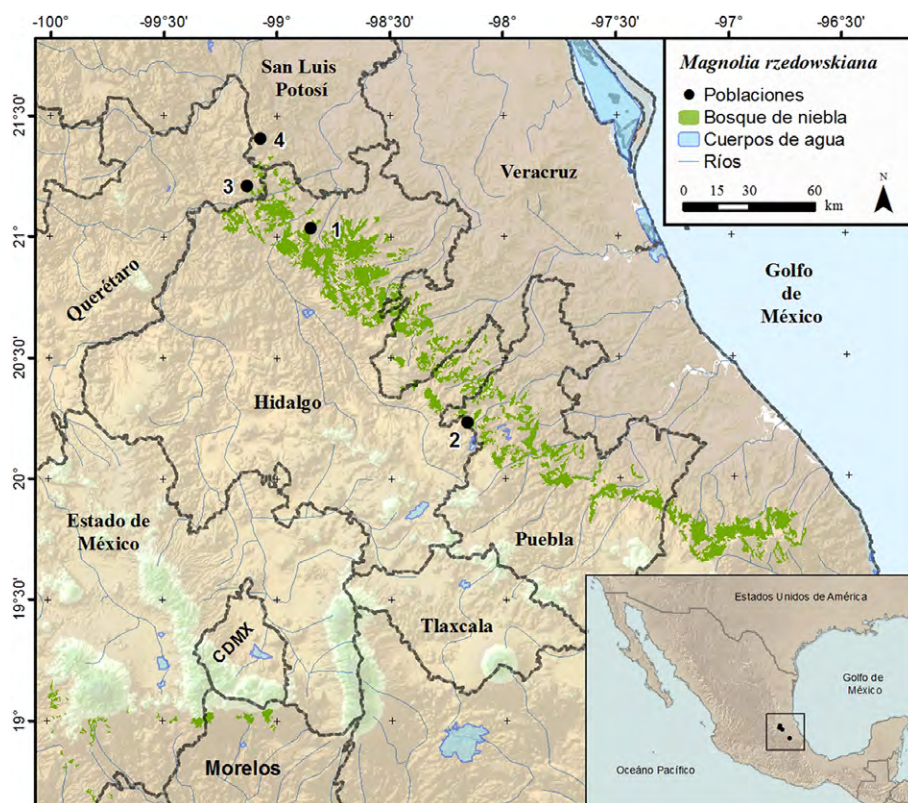 -100° -99°30' -99° -98°30' -98° -97°30' -97° -96°30'
Magnolia rzedowskiana
Poblaciones
Bosque de niebla
Cuerpos de agua
Ríos
0 15 30 60
km
N
21°30'
21°
20°30'
20°
19°30'
19°
San Luis
Potosí
4
3
1
2
Veracruz
Querétaro
Golfo
de
México
Hidalgo
Estado de
México
Puebla
Tlaxcala
CDMX
Morelos
Estados Unidos de América
Golfo
de México
Oceáno Pacífico